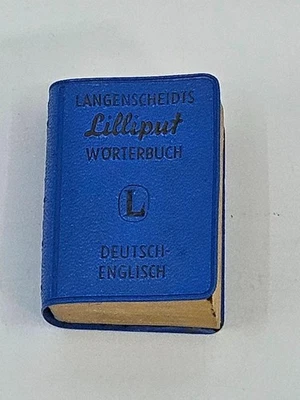 LANGENSCHEIDTS
Lilliput
WÖRTERBUCH
L
DEUTSCH-
ENGLISCH